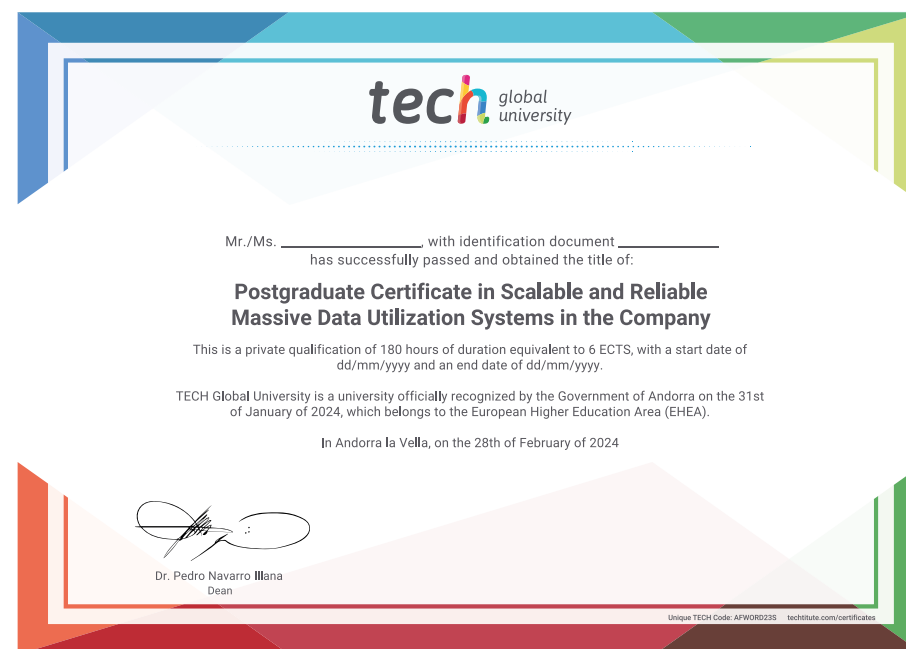 tech global university
Mr./Ms. ____________, with identification document ____________
has successfully passed and obtained the title of:
Postgraduate Certificate in Scalable and Reliable
Massive Data Utilization Systems in the Company
This is a private qualification of 180 hours of duration equivalent to 6 ECTS, with a start date of
dd/mm/yyyy and an end date of dd/mm/yyyy.
TECH Global University is a university officially recognized by the Government of Andorra on the 31st
of January of 2024, which belongs to the European Higher Education Area (EHEA).
In Andorra la Vella, on the 28th of February of 2024
Dr. Pedro Navarro Illana
Dean
Unique TECH Code: AFWORD23S techtitute.com/certificates